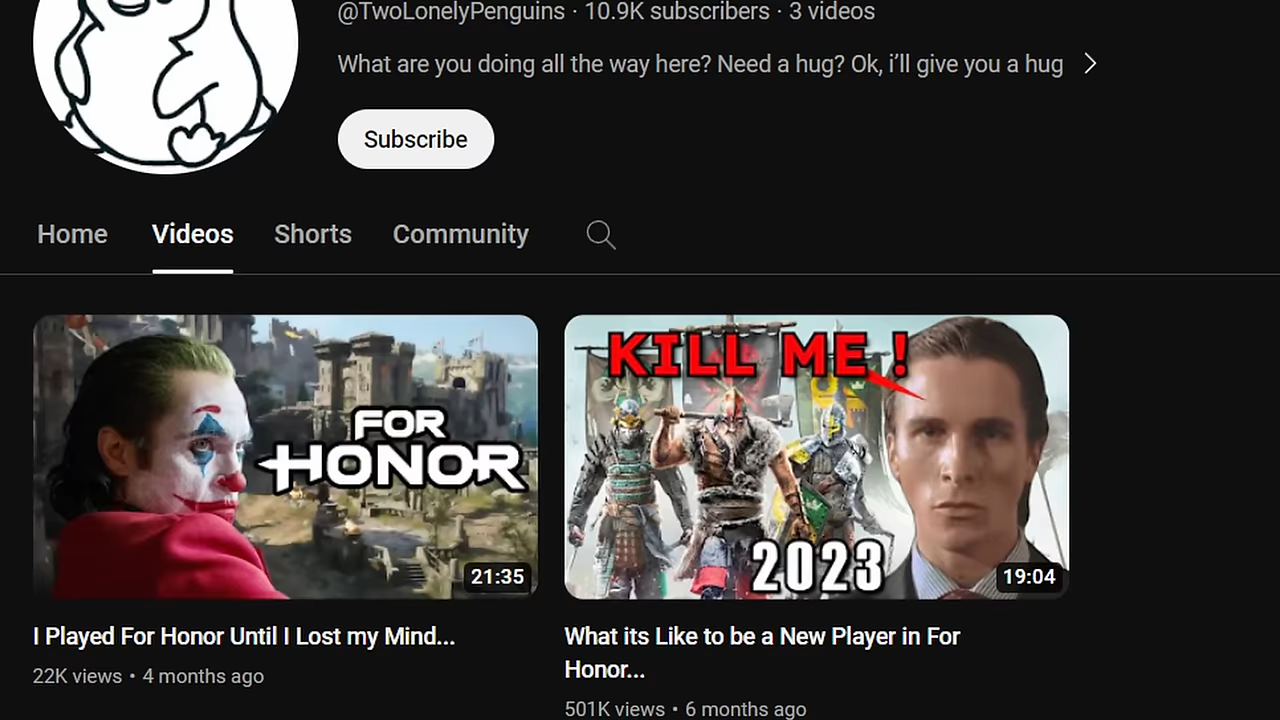 @TwoLonelyPenguins · 10.9K subscribers · 3 videos
What are you doing all the way here? Need a hug? Ok, i’ll give you a hug
Subscribe
Home Videos Shorts Community
FOR
HONOR
21:35
KILL ME !
2023
19:04
I Played For Honor Until I Lost my Mind...
22K views • 4 months ago
What its Like to be a New Player in For
Honor...
501K views • 6 months ago